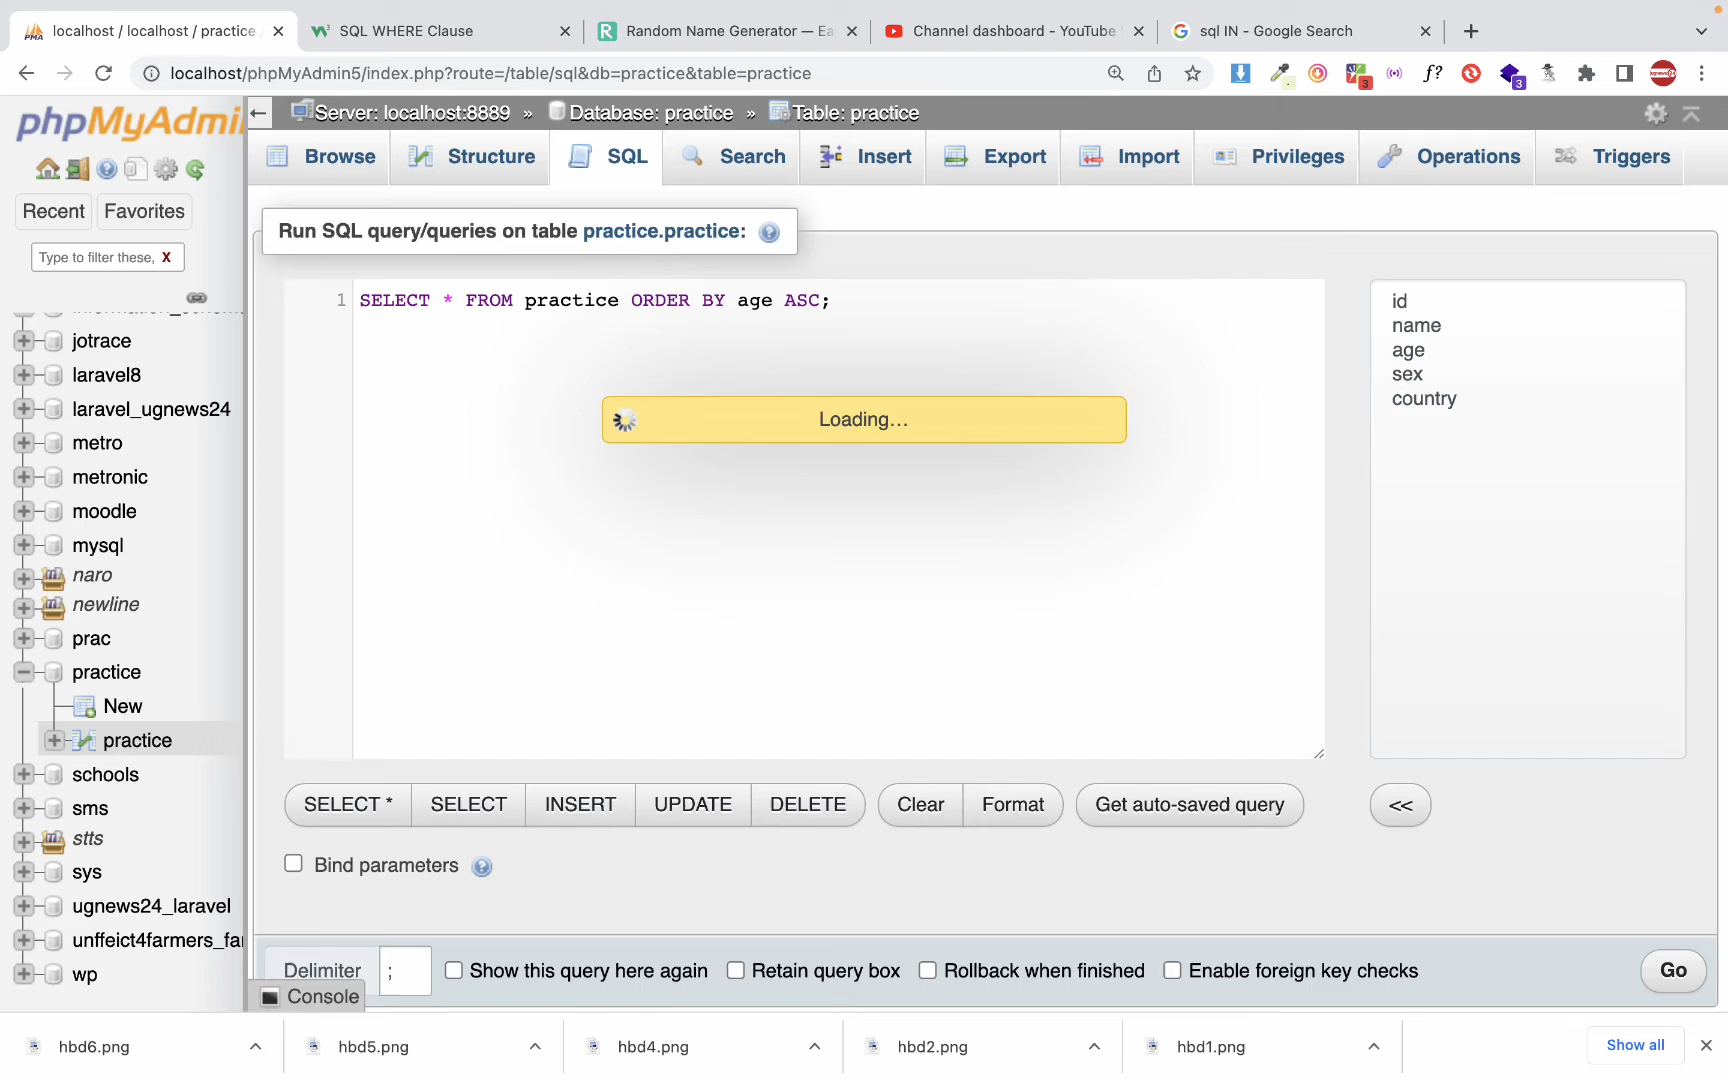 localhost / localhost / practice /
SQL WHERE Clause
Random Name Generator — Ea
Channel dashboard - YouTube
sql IN - Google Search
localhost/phpMyAdmin5/index.php?route=/table/sql&db=practice&table=practice
phpMyAdmi
Server: localhost:8889 » Database: practice » Table: practice
Browse
Structure
SQL
Search
Insert
Export
Import
Privileges
Operations
Triggers
Recent
Favorites
Type to filter these, X
jotrace
laravel8
laravel_ugnews24
metro
metronic
moodle
mysql
naro
newline
prac
practice
New
practice
schools
sms
stts
sys
ugnews24_laravel
unffeict4farmers_fa
wp
Run SQL query/queries on table practice.practice:
1 SELECT * FROM practice ORDER BY age ASC;
Loading…
id
name
age
sex
country
SELECT *
SELECT
INSERT
UPDATE
DELETE
Clear
Format
Get auto-saved query
<<
Bind parameters
Delimiter ;
Show this query here again
Retain query box
Rollback when finished
Enable foreign key checks
Go
Console
hbd6.png
hbd5.png
hbd4.png
hbd2.png
hbd1.png
Show all